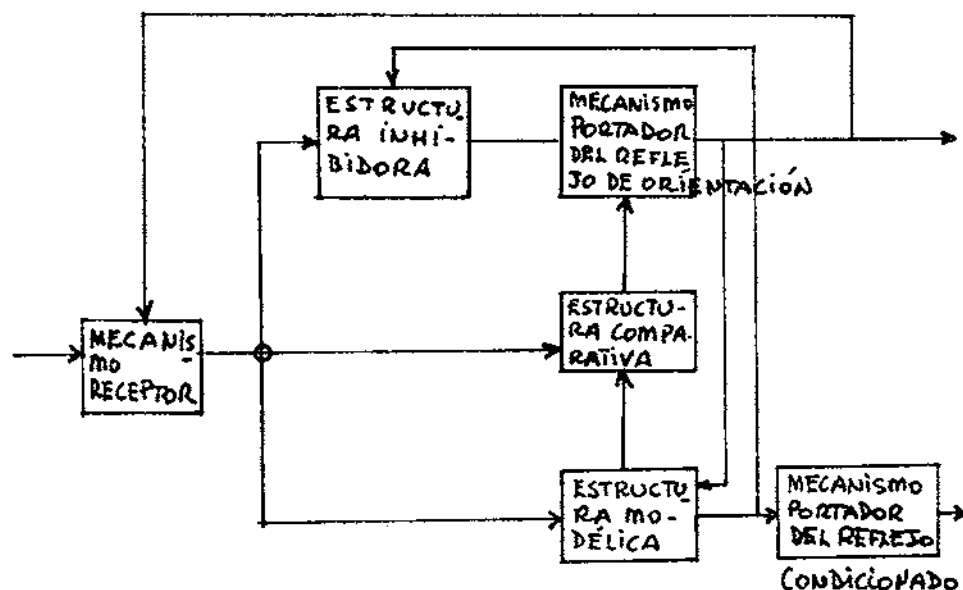 ESTRUCTU-
RA INHI-
BIDORA
MECANISMO
PORTADOR
DEL REFLE
JO DE ORIENTACIÓN
MECANIS-
MO
RECEPTOR
ESTRUCTU-
RA COMPA-
RATIVA
ESTRUCTU-
RA MO-
DÉLICA
MECANISMO
PORTADOR
DEL REFLEJO
CONDICIONADO